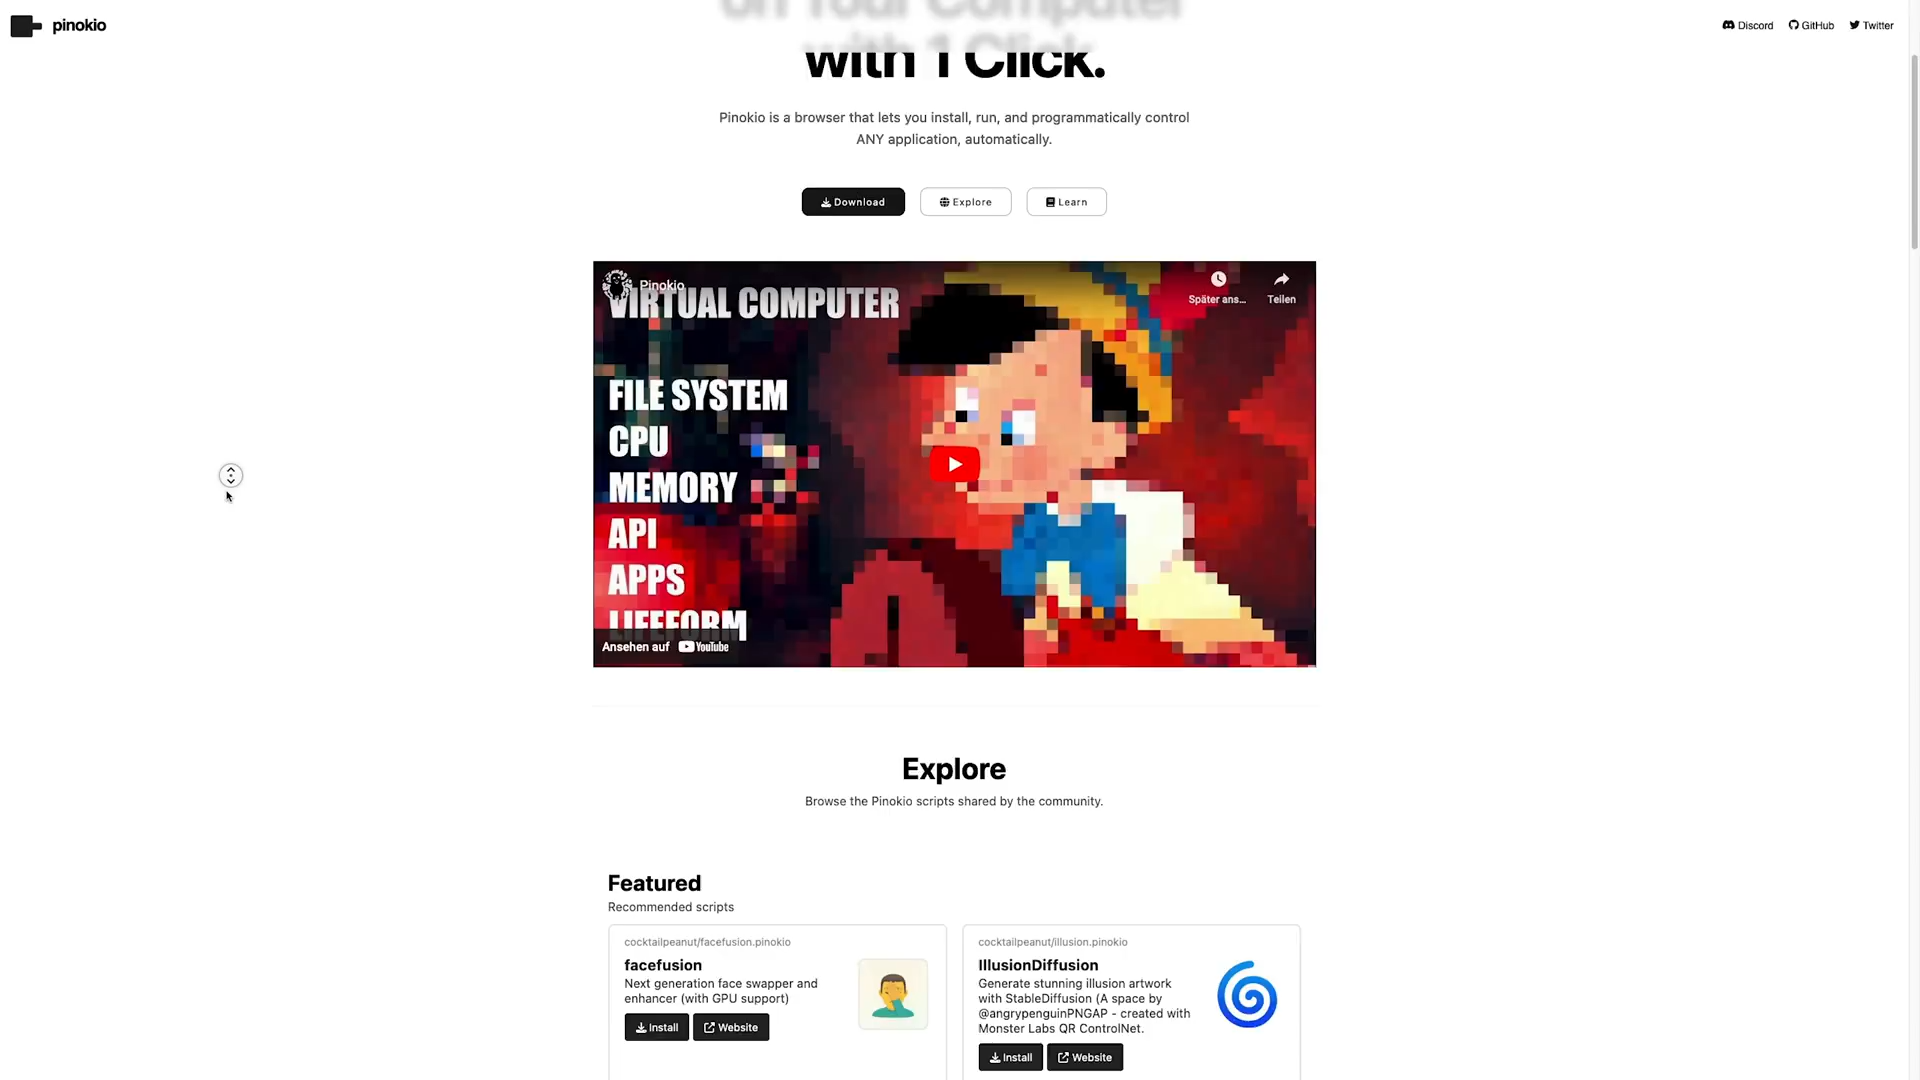 pinokio
Discord GitHub Twitter
on Your Computer
with 1 Click.
Pinokio is a browser that lets you install, run, and programmatically control
ANY application, automatically.
Download Explore Learn
Pinokio
Später ans... Teilen
VIRTUAL COMPUTER
FILE SYSTEM
CPU
MEMORY
API
APPS
LIFEFORM
Ansehen auf YouTube
Explore
Browse the Pinokio scripts shared by the community.
Featured
Recommended scripts
cocktailpeanut/facefusion.pinokio
facefusion
Next generation face swapper and
enhancer (with GPU support)
Install Website
cocktailpeanut/illusion.pinokio
IllusionDiffusion
Generate stunning illusion artwork
with StableDiffusion (A space by
@angrypenguinPNGAP - created with
Monster Labs QR ControlNet.
Install Website